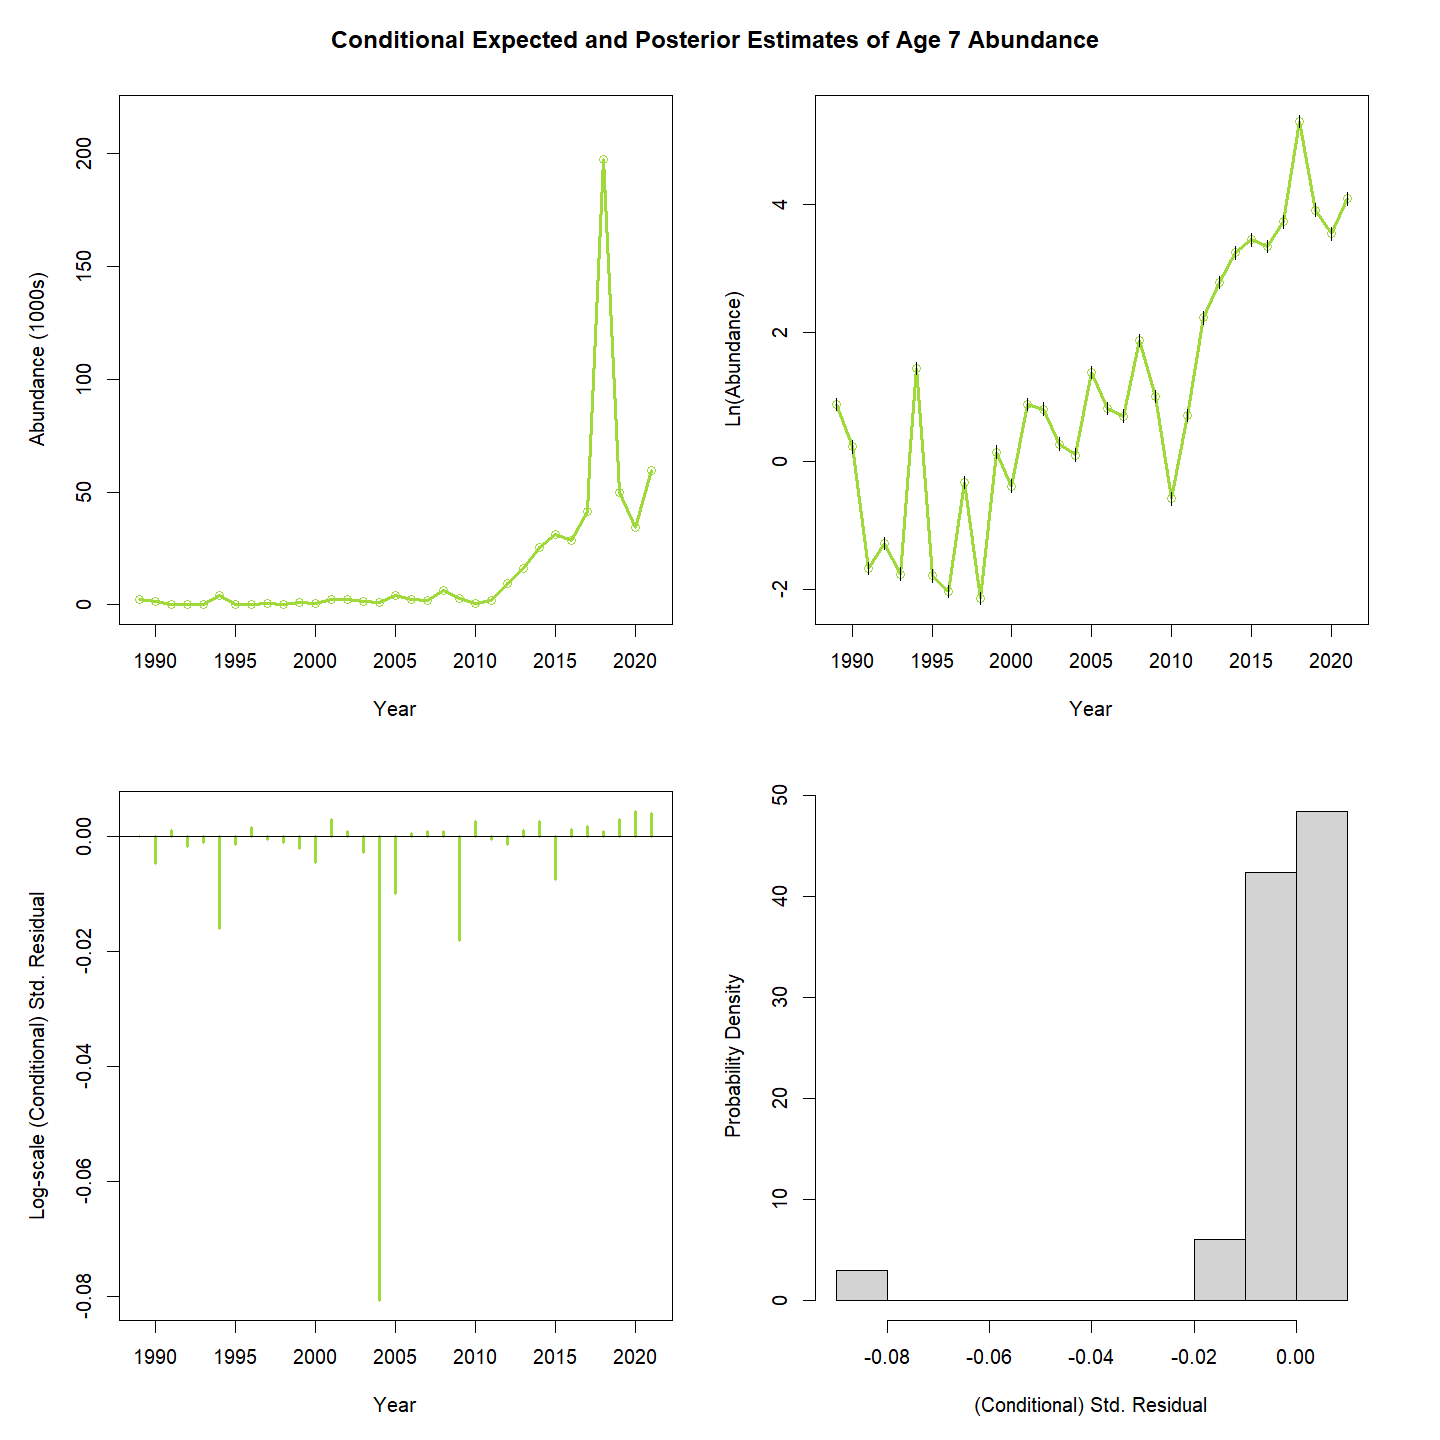 Conditional Expected and Posterior Estimates of Age 7 Abundance
Abundance (1000s)
200
150
100
50
0
1990 1995 2000 2005 2010 2015 2020
Year
Ln(Abundance)
4
2
0
-2
1990 1995 2000 2005 2010 2015 2020
Year
Log-scale (Conditional) Std. Residual
0.00
-0.02
-0.04
-0.06
-0.08
1990 1995 2000 2005 2010 2015 2020
Year
Probability Density
50
40
30
20
10
0
-0.08 -0.06 -0.04 -0.02 0.00
(Conditional) Std. Residual